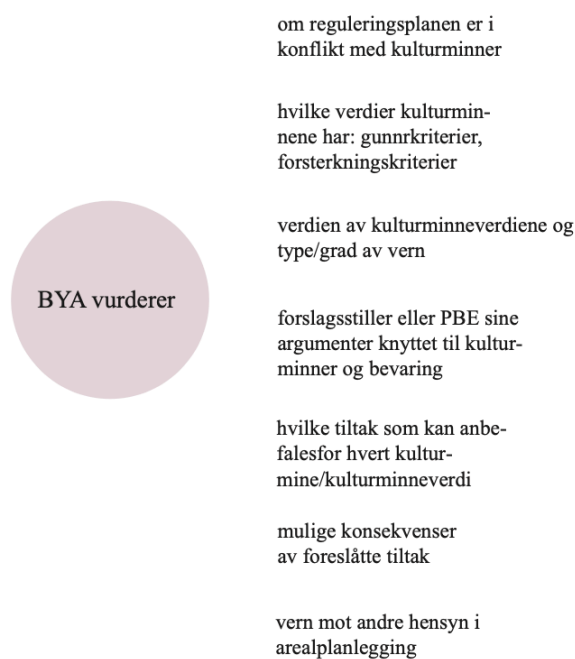 om reguleringsplanen er i
konflikt med kulturminner
hvilke verdier kulturmin-
nene har: gunnrkriterier,
forsterkningskriterier
verdien av kulturminneverdiene og
type/grad av vern
BYA vurderer
forslagsstiller eller PBE sine
argumenter knyttet til kultur-
minner og bevaring
hvilke tiltak som kan anbe-
falesfor hvert kultur-
mine/kulturminneverdi
mulige konsekvenser
av foreslåtte tiltak
vern mot andre hensyn i
arealplanlegging